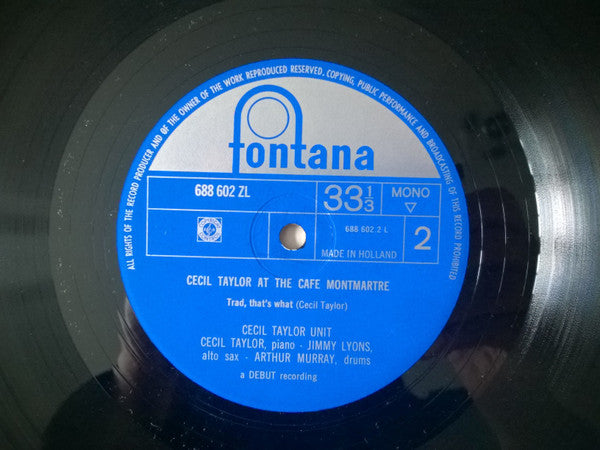 ALL RIGHTS OF THE RECORD PRODUCER AND OF THE OWNER OF THE WORK REPRODUCED RESERVED. COPYING, PUBLIC PERFORMANCE AND BROADCASTING OF THIS RECORD PROHIBITED
fontana
688 602 ZL
33 1/3
MONO
688 602.2 L
2
MADE IN HOLLAND
CECIL TAYLOR AT THE CAFE MONTMARTRE
Trad, that's what (Cecil Taylor)
CECIL TAYLOR UNIT
CECIL TAYLOR, piano - JIMMY LYONS,
alto sax - ARTHUR MURRAY, drums
a DEBUT recording